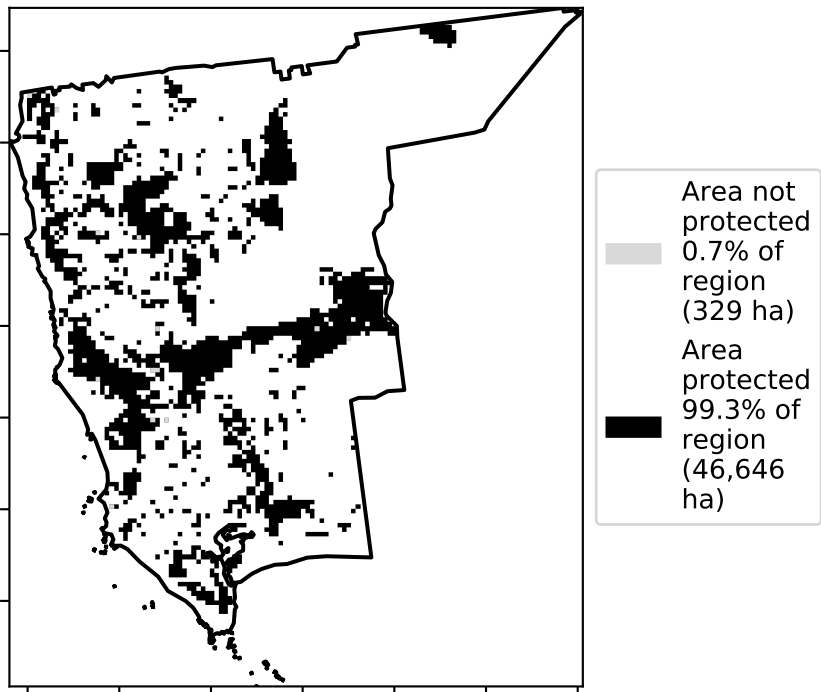 Area not
protected
0.7% of
region
(329 ha)
Area
protected
99.3% of
region
(46,646
ha)